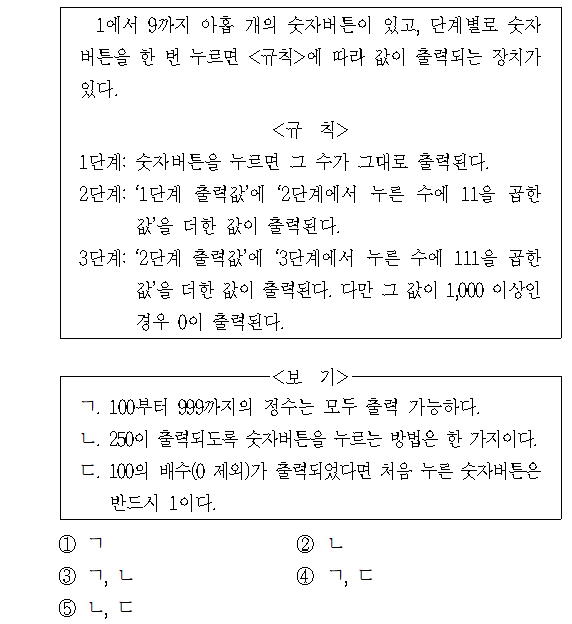 1에서 9까지 아홉 개의 숫자버튼이 있고, 단계별로 숫자
버튼을 한 번 누르면 <규칙>에 따라 값이 출력되는 장치가
있다.
<규 칙>
1단계: 숫자버튼을 누르면 그 수가 그대로 출력된다.
2단계: ‘1단계 출력값’에 ‘2단계에서 누른 수에 11을 곱한
값’을 더한 값이 출력된다.
3단계: ‘2단계 출력값’에 ‘3단계에서 누른 수에 111을 곱한
값’을 더한 값이 출력된다. 다만 그 값이 1,000 이상인
경우 0이 출력된다.
<보 기>
ㄱ. 100부터 999까지의 정수는 모두 출력 가능하다.
ㄴ. 250이 출력되도록 숫자버튼을 누르는 방법은 한 가지이다.
ㄷ. 100의 배수(0 제외)가 출력되었다면 처음 누른 숫자버튼은
반드시 1이다.
① ㄱ ② ㄴ
③ ㄱ, ㄴ ④ ㄱ, ㄷ
⑤ ㄴ, ㄷ